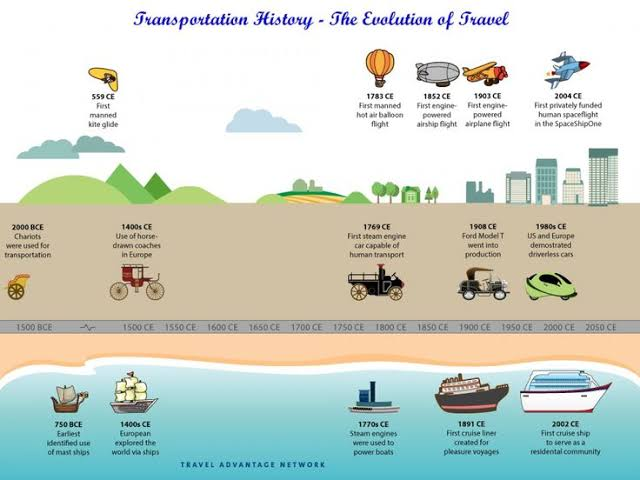 Transportation History - The Evolution of Travel
559 CE
First
manned
kite glide
1783 CE
First manned
hot air balloon
flight
1852 CE
First engine-
powered
airship flight
1903 CE
First engine-
powered
airplane flight
2004 CE
First privately funded
human spaceflight
in the SpaceShipOne
2000 BCE
Chariots
were used for
transportation
1400s CE
Use of horse-
drawn coaches
in Europe
1769 CE
First steam engine
car capable of
human transport
1908 CE
Ford Model T
went into
production
1980s CE
US and Europe
demostrated
driverless cars
1500 BCE 1500 CE 1550 CE 1600 CE 1650 CE 1700 CE 1750 CE 1800 CE 1850 CE 1900 CE 1950 CE 2000 CE 2050 CE
750 BCE
Earliest
identified use
of mast ships
1400s CE
European
explored the
world via ships
1770s CE
Steam engines
were used to
power boats
1891 CE
First cruise liner
created for
pleasure voyages
2002 CE
First cruise ship
to serve as a
residential community
TRAVEL ADVANTAGE NETWORK